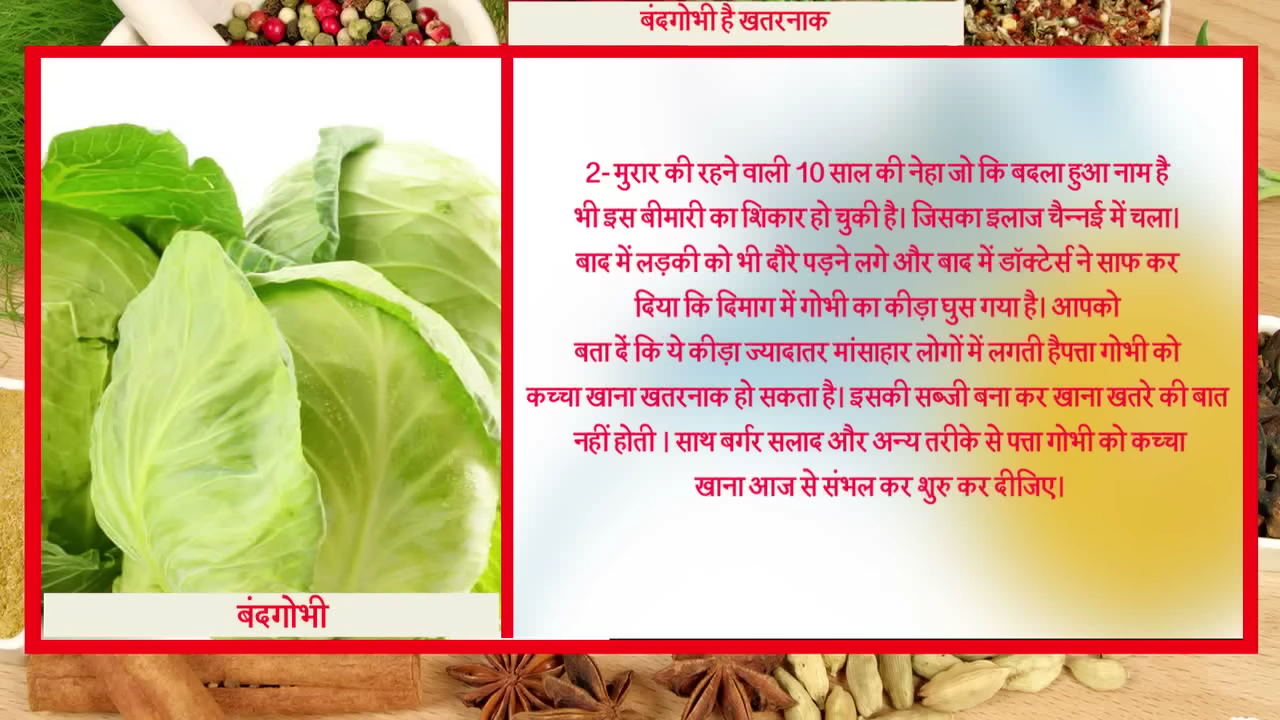 बंदगोभी है खतरनाक
2- मुरार की रहने वाली 10 साल की नेहा जो कि बदला हुआ नाम है
भी इस बीमारी का शिकार हो चुकी है। जिसका इलाज चैन्नई में चला।
बाद में लड़की को भी दौरे पड़ने लगे और बाद में डॉक्टेर्स ने साफ कर
दिया कि दिमाग में गोभी का कीड़ा घुस गया है। आपको
बता दें कि ये कीड़ा ज्यादातर मांसाहार लोगों में लगती हैपत्ता गोभी को
कच्चा खाना खतरनाक हो सकता है। इसकी सब्जी बना कर खाना खतरे की बात
नहीं होती । साथ बर्गर सलाद और अन्य तरीके से पत्ता गोभी को कच्चा
खाना आज से संभल कर शुरु कर दीजिए।
बंदगोभी